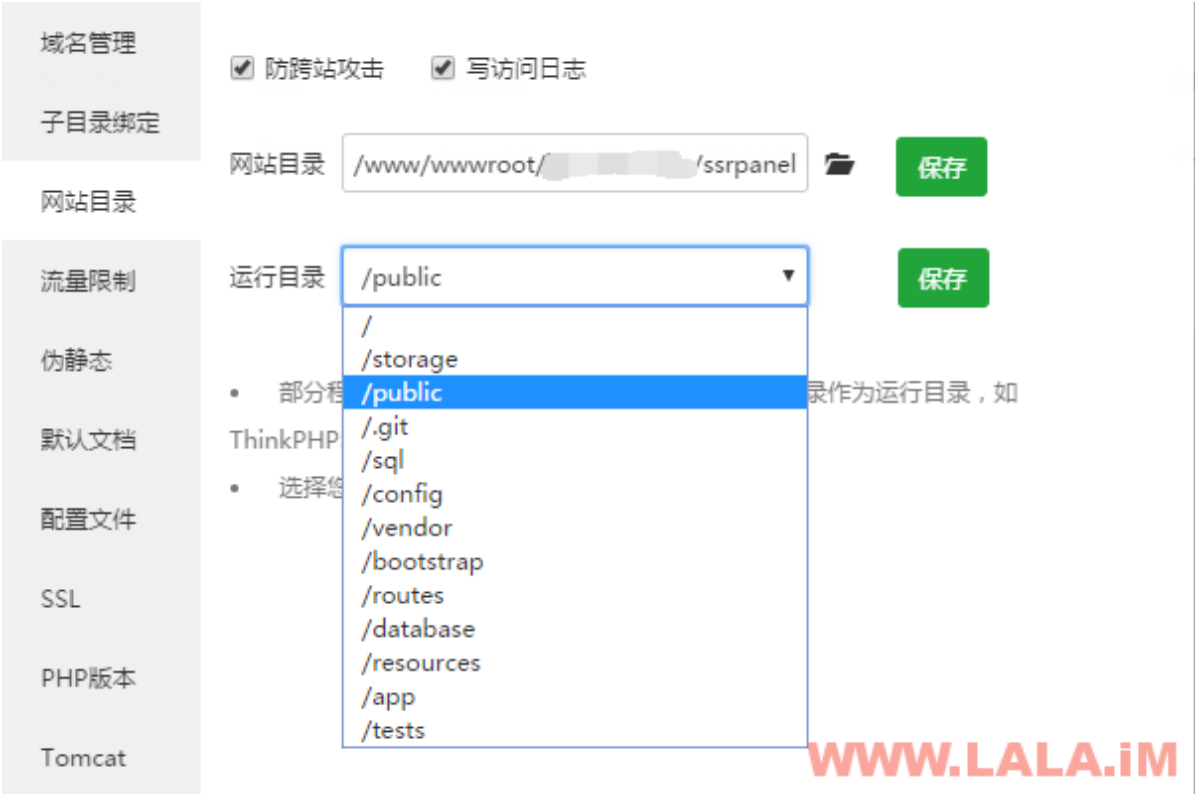 域名管理
子目录绑定
网站目录
流量限制
伪静态
默认文档
配置文件
SSL
PHP版本
Tomcat
防跨站攻击 写访问日志
网站目录 /www/wwwroot/ /ssrpanel 保存
运行目录 /public 保存
/
/storage
/public
/.git
/sql
/config
/vendor
/bootstrap
/routes
/database
/resources
/app
/tests
部分程 录作为运行目录，如
ThinkPHP
选择您
WWW.LALA.iM